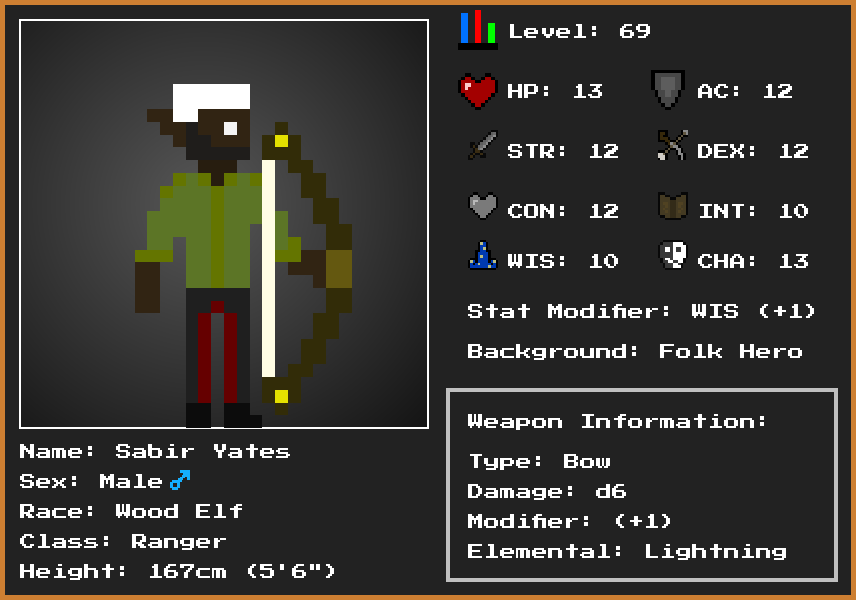 Level: 69
HP: 13
AC: 12
STR: 12
DEX: 12
CON: 12
INT: 10
WIS: 10
CHA: 13
Stat Modifier: WIS (+1)
Background: Folk Hero
Name: Sabir Yates
Sex: Male♂
Race: Wood Elf
Class: Ranger
Height: 167cm (5'6")
Weapon Information:
Type: Bow
Damage: d6
Modifier: (+1)
Elemental: Lightning